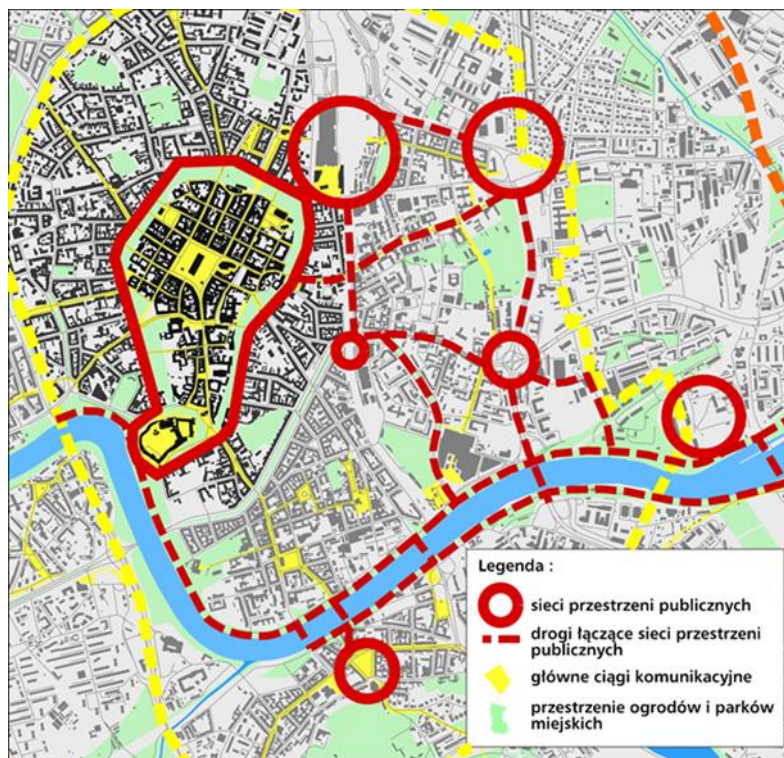 Legenda :
sieci przestrzeni publicznych
drogi łączące sieci przestrzeni
publicznych
główne ciągi komunikacyjne
przestrzenie ogrodów i parków
miejskich